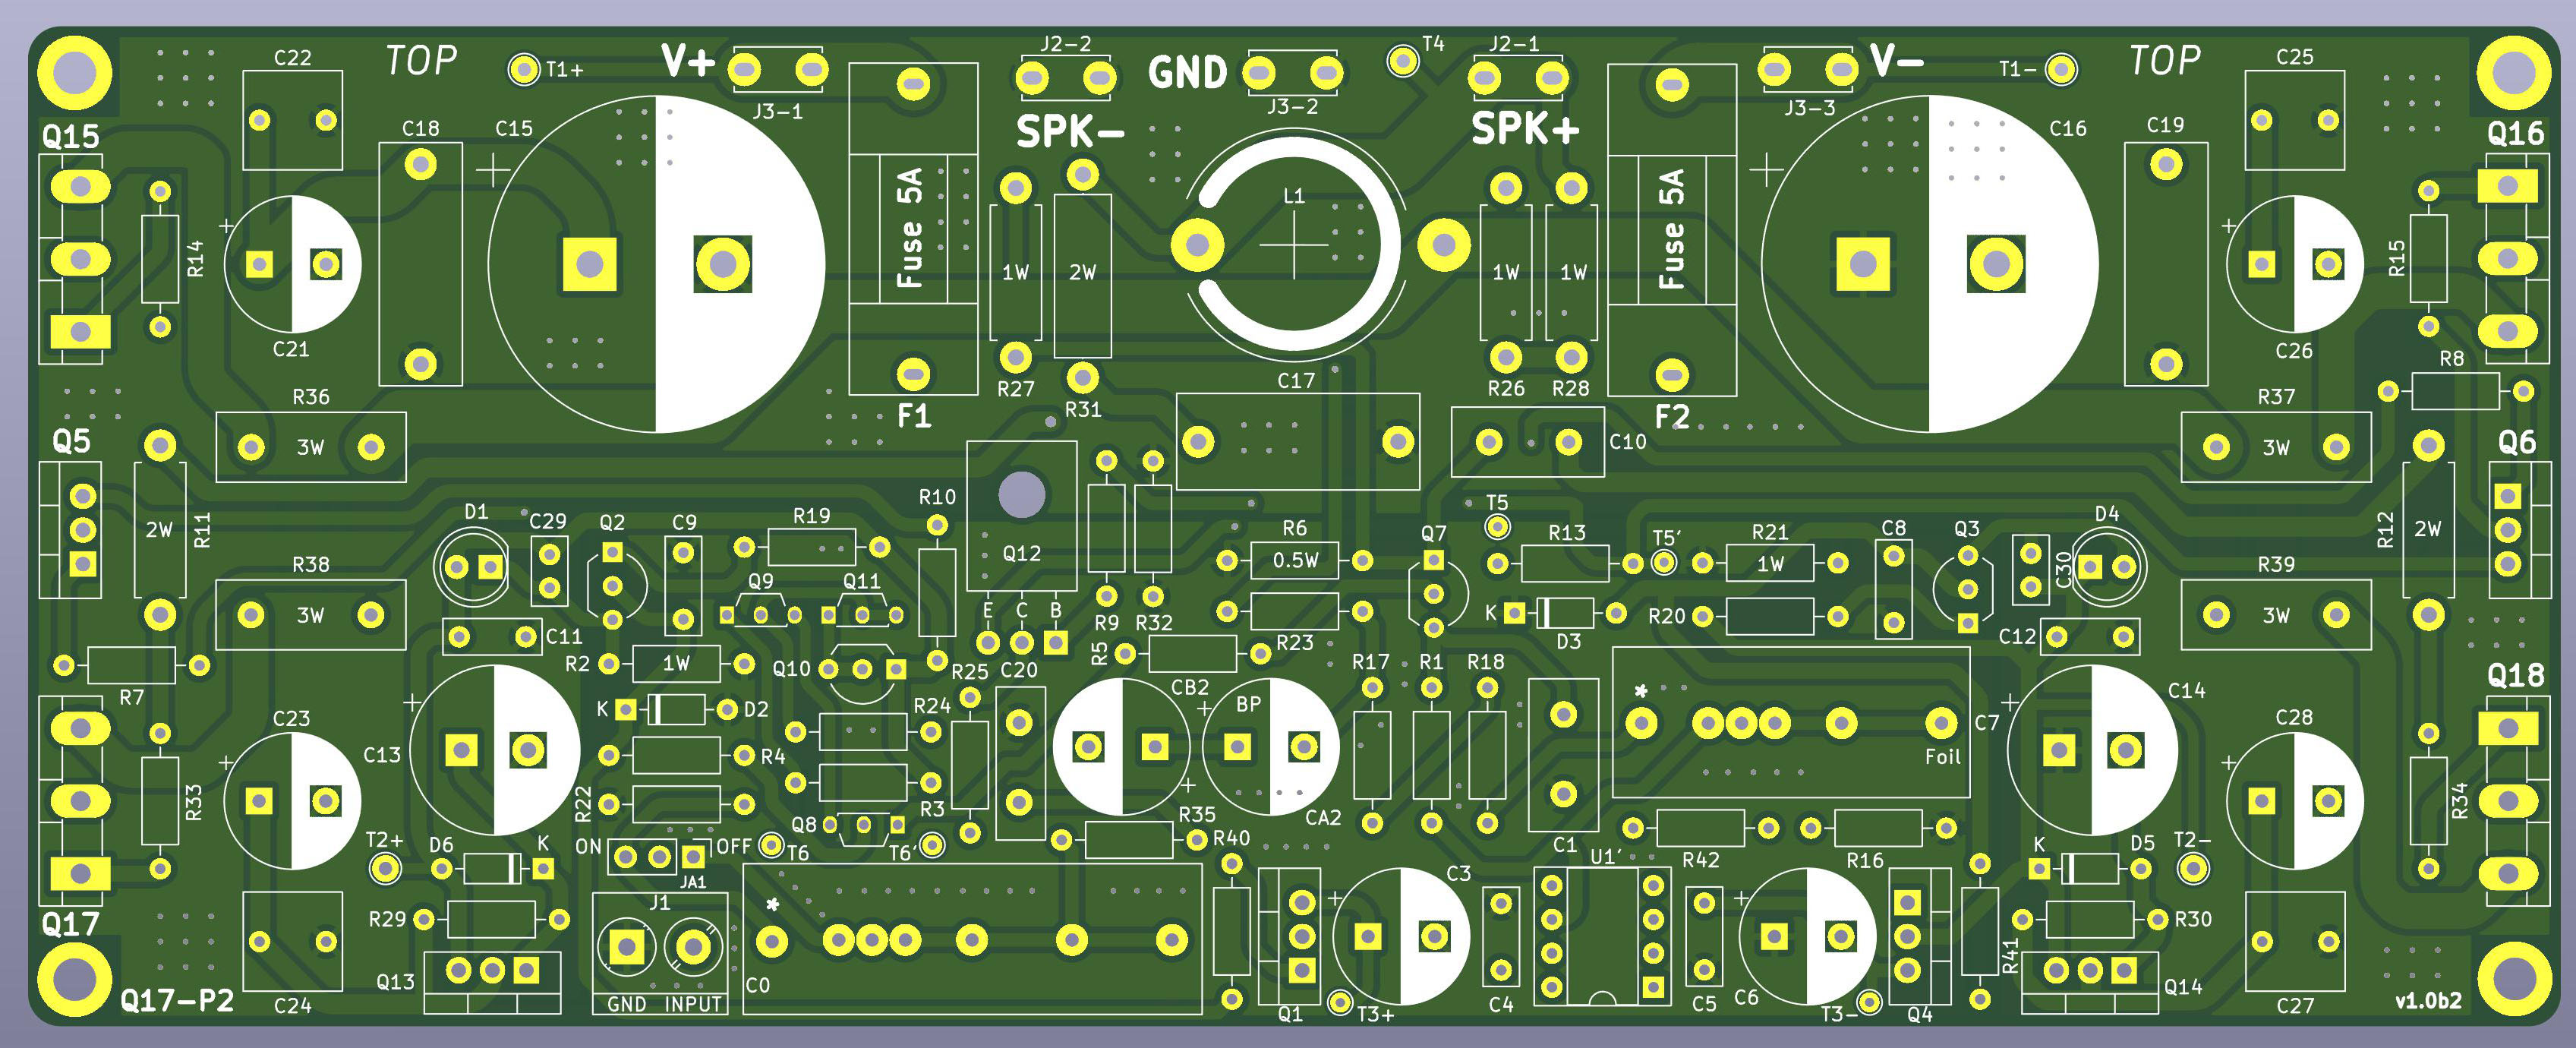 TOP
V+
GND
V-
TOP
C22
T1+
J3-1
J2-2
J3-2
T4
J2-1
J3-3
T1-
C25
SPK-
SPK+
Q15
C18
C15
C16
C19
Q16
R14
C21
Fuse 5A
1W
2W
L1
1W
1W
Fuse 5A
C26
R15
R27
R31
C17
R26
R28
R8
R36
3W
F1
F2
C10
R37
3W
Q5
Q6
R11
2W
D1
C29
Q2
C9
R19
R10
Q12
E
C
B
R9
R32
R6
0.5W
Q7
T5
R13
T5'
R21
1W
C8
Q3
C30
D4
R12
2W
R38
3W
C11
Q9
Q11
R5
R23
K
D3
R20
C12
R39
3W
R7
R2
1W
Q10
R25
C20
R17
R1
R18
*
C7
Foil
C14
Q18
C23
C13
K
D2
R24
CB2
BP
CA2
C28
R33
R4
R22
R3
R34
T2+
D6
K
ON
OFF
JA1
T6
Q8
T6'
R35
R40
C1
R42
R16
K
D5
T2-
Q17
R29
J1
*
C3
U1'
R30
Q13
GND
INPUT
C0
R41
Q14
Q17-P2
C24
Q1
T3+
C4
C5
C6
T3-
Q4
C27
v1.0b2